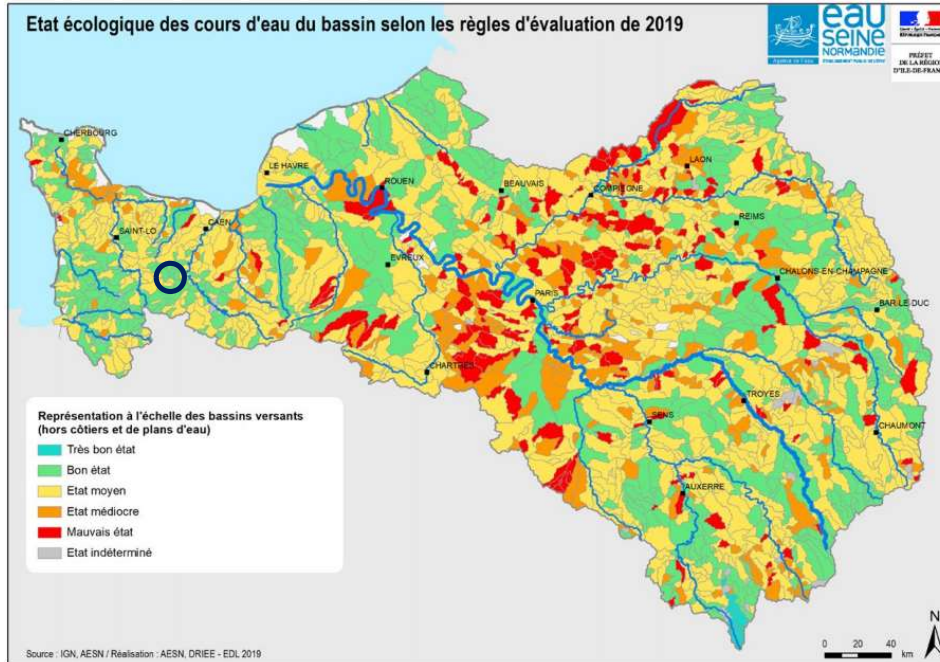 Etat écologique des cours d'eau du bassin selon les règles d'évaluation de 2019
eau
SEINE
NORMANDIE
Agence de l'eau
PRÉFET
DE LA RÉGION
D'ILE-DE-FRANCE
CHERBOURG
LE HAVRE
ROUEN
BEAUVAIS
COMPIEGNE
LAON
SAINT-LO
CAEN
EVREUX
REIMS
CHALONS-EN-CHAMPAGNE
PARIS
BAR LE DUC
CHARTRES
TROYES
SENS
CHAUMONT
AUXERRE
Représentation à l'échelle des bassins versants
(hors côtiers et de plans d'eau)
Très bon état
Bon état
Etat moyen
Etat médiocre
Mauvais état
Etat indéterminé
N
0 20 40
km
Source : IGN, AESN / Réalisation : AESN, DRIEE - EDL 2019